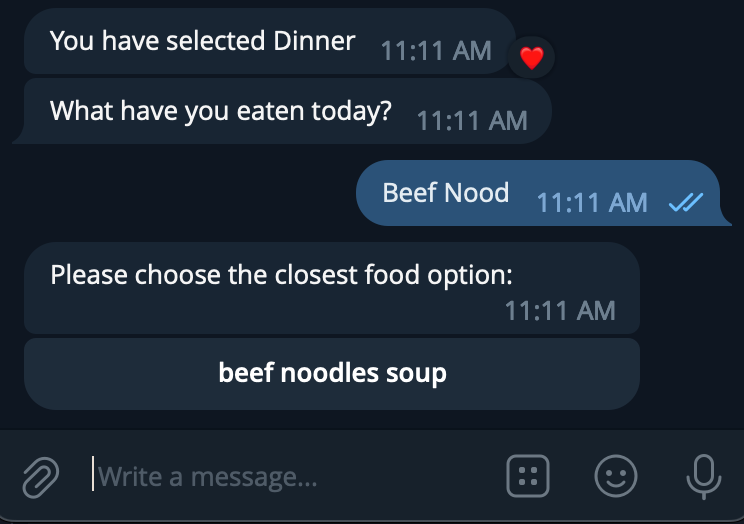 You have selected Dinner 11:11 AM
What have you eaten today? 11:11 AM
Beef Nood 11:11 AM
Please choose the closest food option:
11:11 AM
beef noodles soup
Write a message...